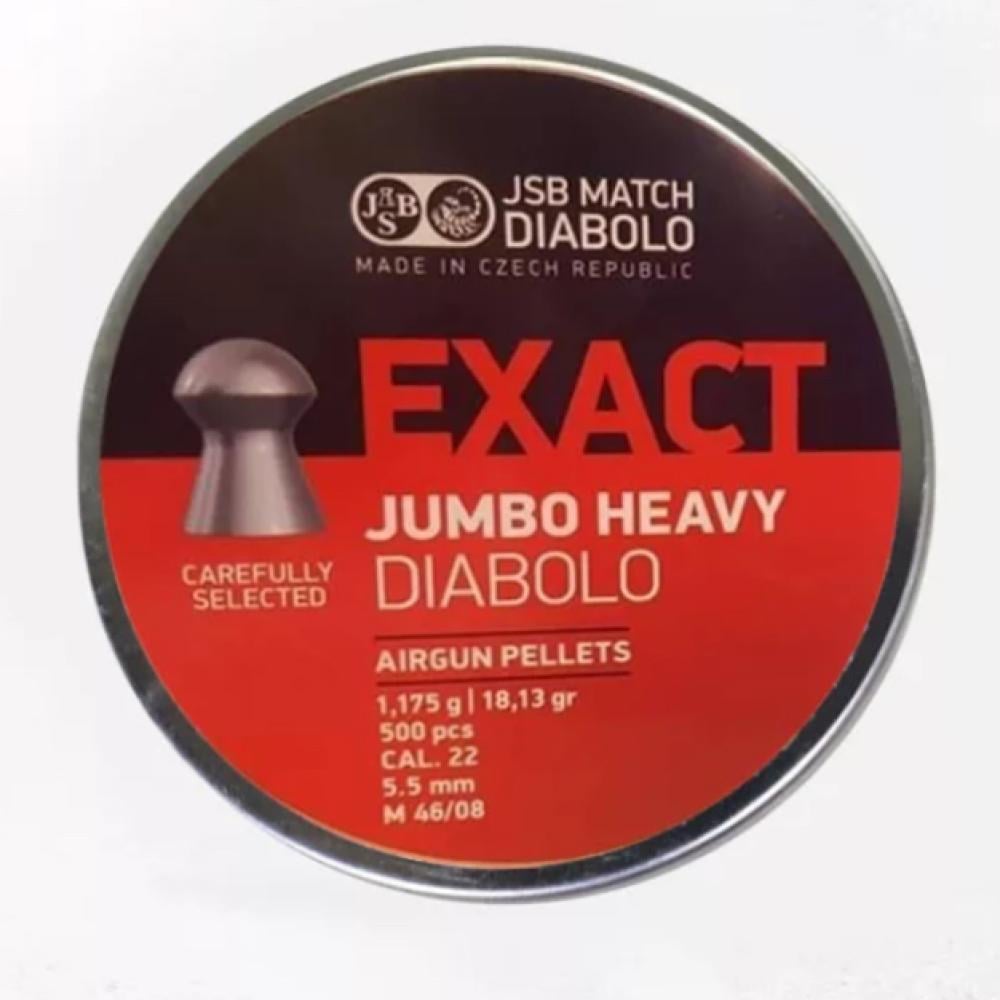 JSB
JSB MATCH
DIABOLO
MADE IN CZECH REPUBLIC
EXACT
JUMBO HEAVY
DIABOLO
CAREFULLY
SELECTED
AIRGUN PELLETS
1,175 g | 18,13 gr
500 pcs
CAL. 22
5.5 mm
M 46/08